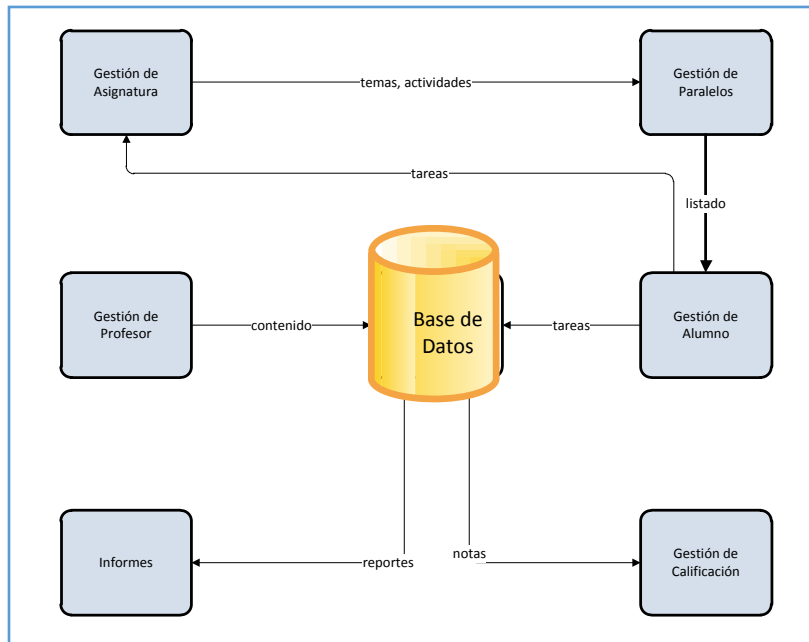 Gestión de
Asignatura
temas, actividades
Gestión de
Paralelos
tareas
listado
Gestión de
Profesor
contenido
Base de
Datos
tareas
Gestión de
Alumno
Informes
reportes
notas
Gestión de
Calificación